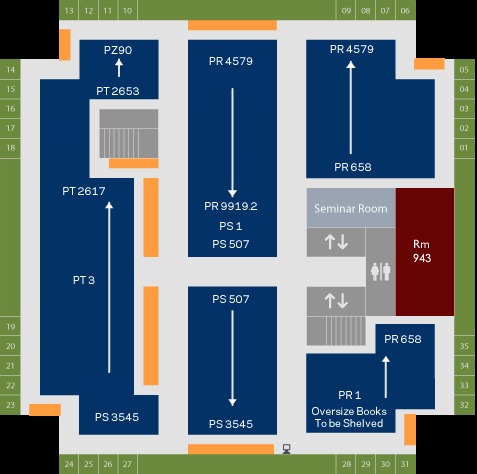 13 12 11 10
09 08 07 06
PZ90
PT 2653
PR 4579
PR 4579
14
15
16
17
18
05
04
03
02
01
PR 658
PT 2617
PR 9919.2
PS 1
PS 507
Seminar Room
Rm
943
PT 3
PS 507
19
20
21
22
23
PR 658
35
34
33
32
PR 1
Oversize Books
To be Shelved
PS 3545
PS 3545
24 25 26 27
28 29 30 31